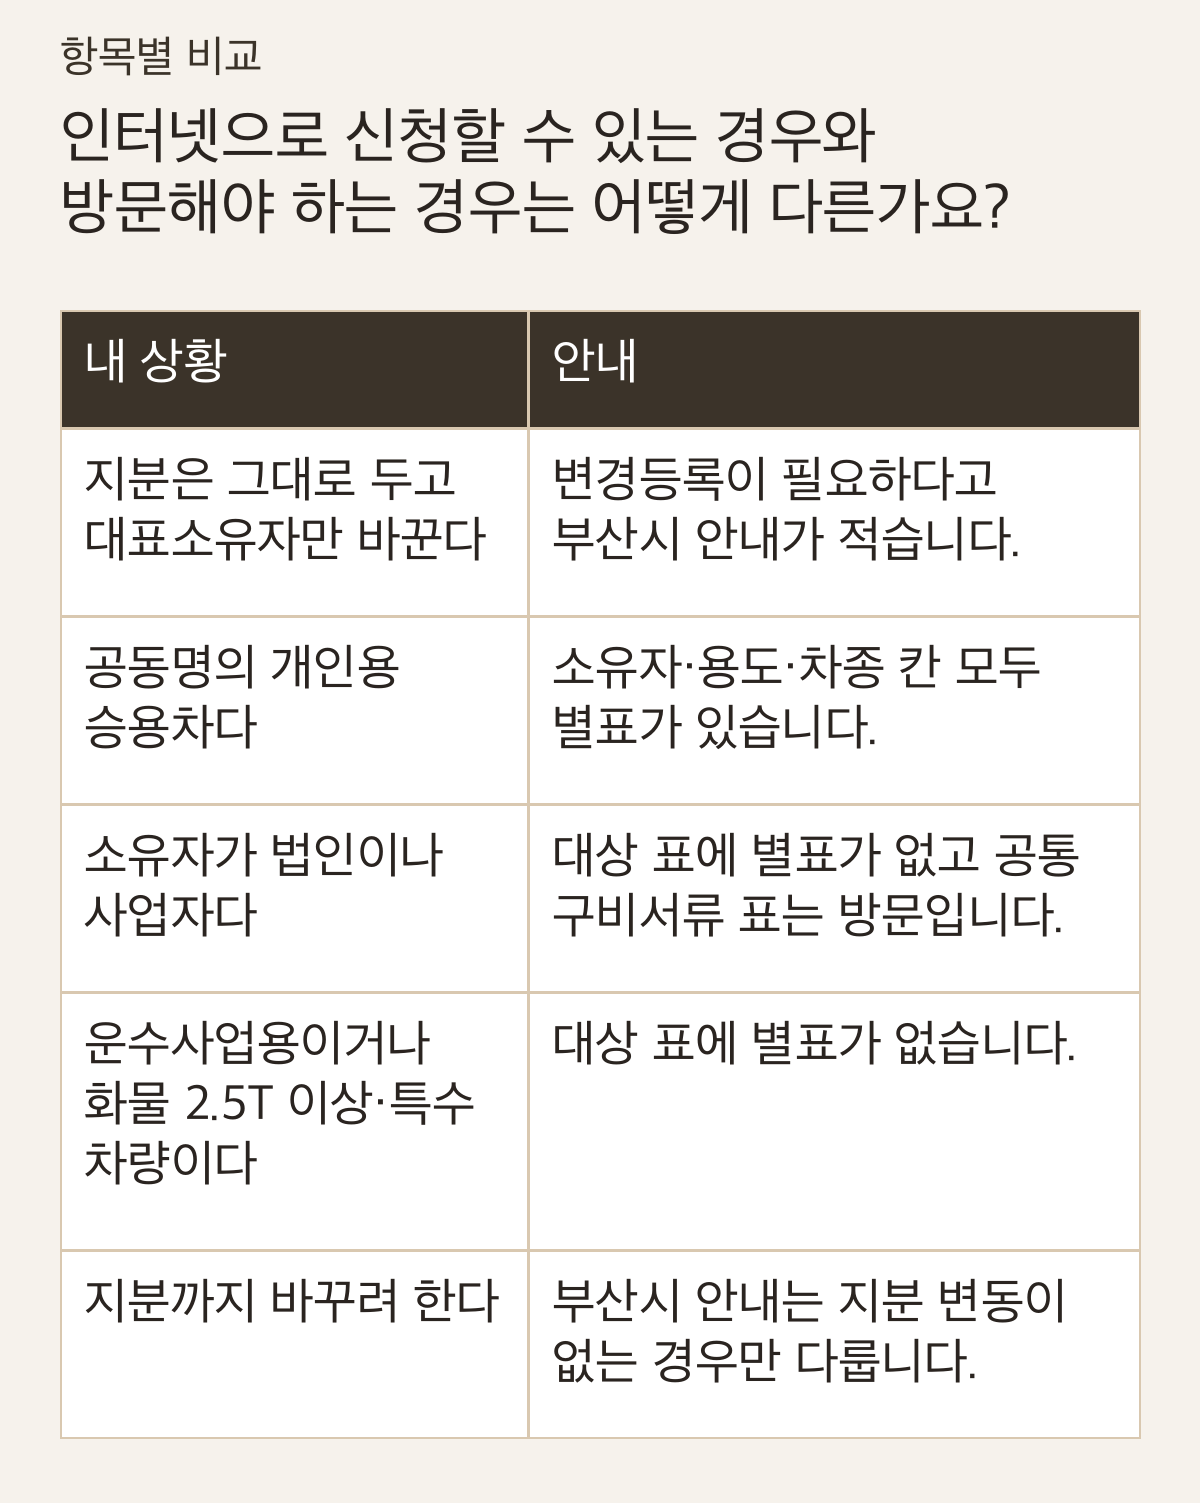 항목별 비교
인터넷으로 신청할 수 있는 경우와
방문해야 하는 경우는 어떻게 다른가요?
내 상황
안내
지분은 그대로 두고
대표소유자만 바꾼다
변경등록이 필요하다고
부산시 안내가 적습니다.
공동명의 개인용
승용차다
소유자·용도·차종 칸 모두
별표가 있습니다.
소유자가 법인이나
사업자다
대상 표에 별표가 없고 공통
구비서류 표는 방문입니다.
운수사업용이거나
화물 2.5T 이상·특수
차량이다
대상 표에 별표가 없습니다.
지분까지 바꾸려 한다
부산시 안내는 지분 변동이
없는 경우만 다룹니다.